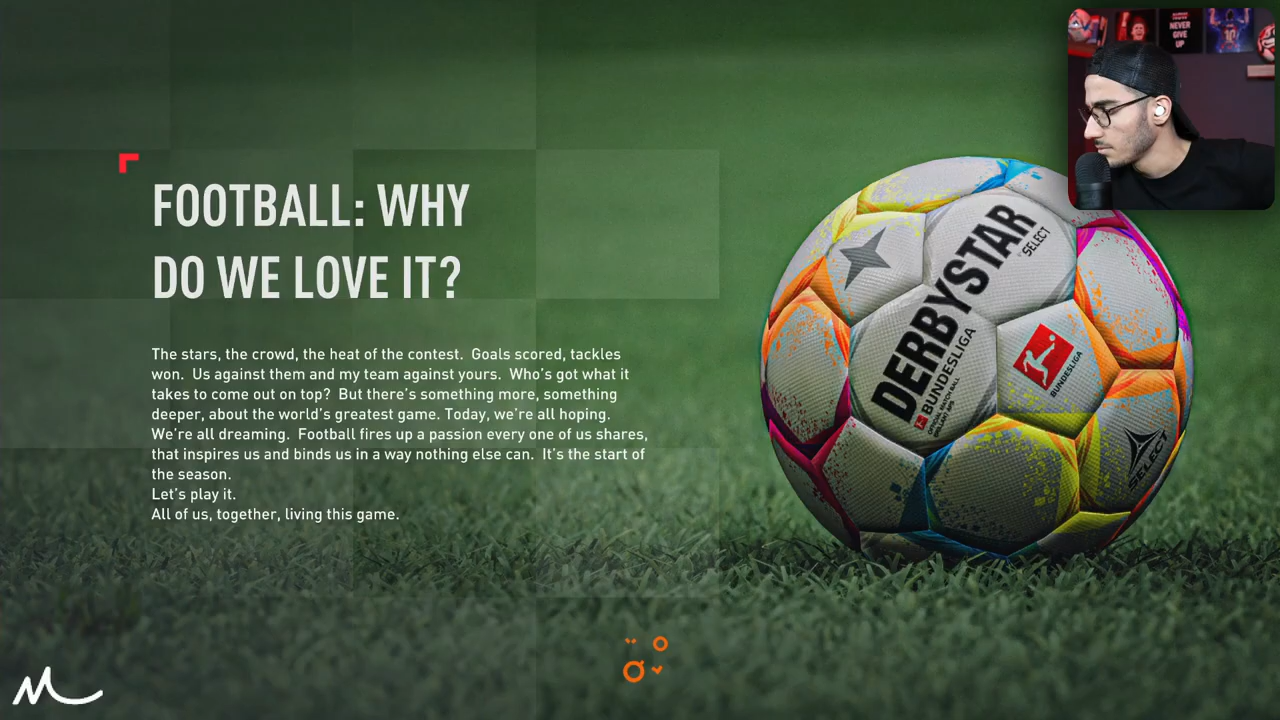 NEVER
GIVE
UP
10
FOOTBALL: WHY
DO WE LOVE IT?
The stars, the crowd, the heat of the contest.  Goals scored, tackles
won.  Us against them and my team against yours.  Who's got what it
takes to come out on top?  But there's something more, something
deeper, about the world's greatest game. Today, we're all hoping.
We're all dreaming.  Football fires up a passion every one of us shares,
that inspires us and binds us in a way nothing else can.  It's the start of
the season.
Let's play it.
All of us, together, living this game.
DERBYSTAR
SELECT
BUNDESLIGA
OFFICIAL MATCH BALL
BUNDESLIGA
SELECT